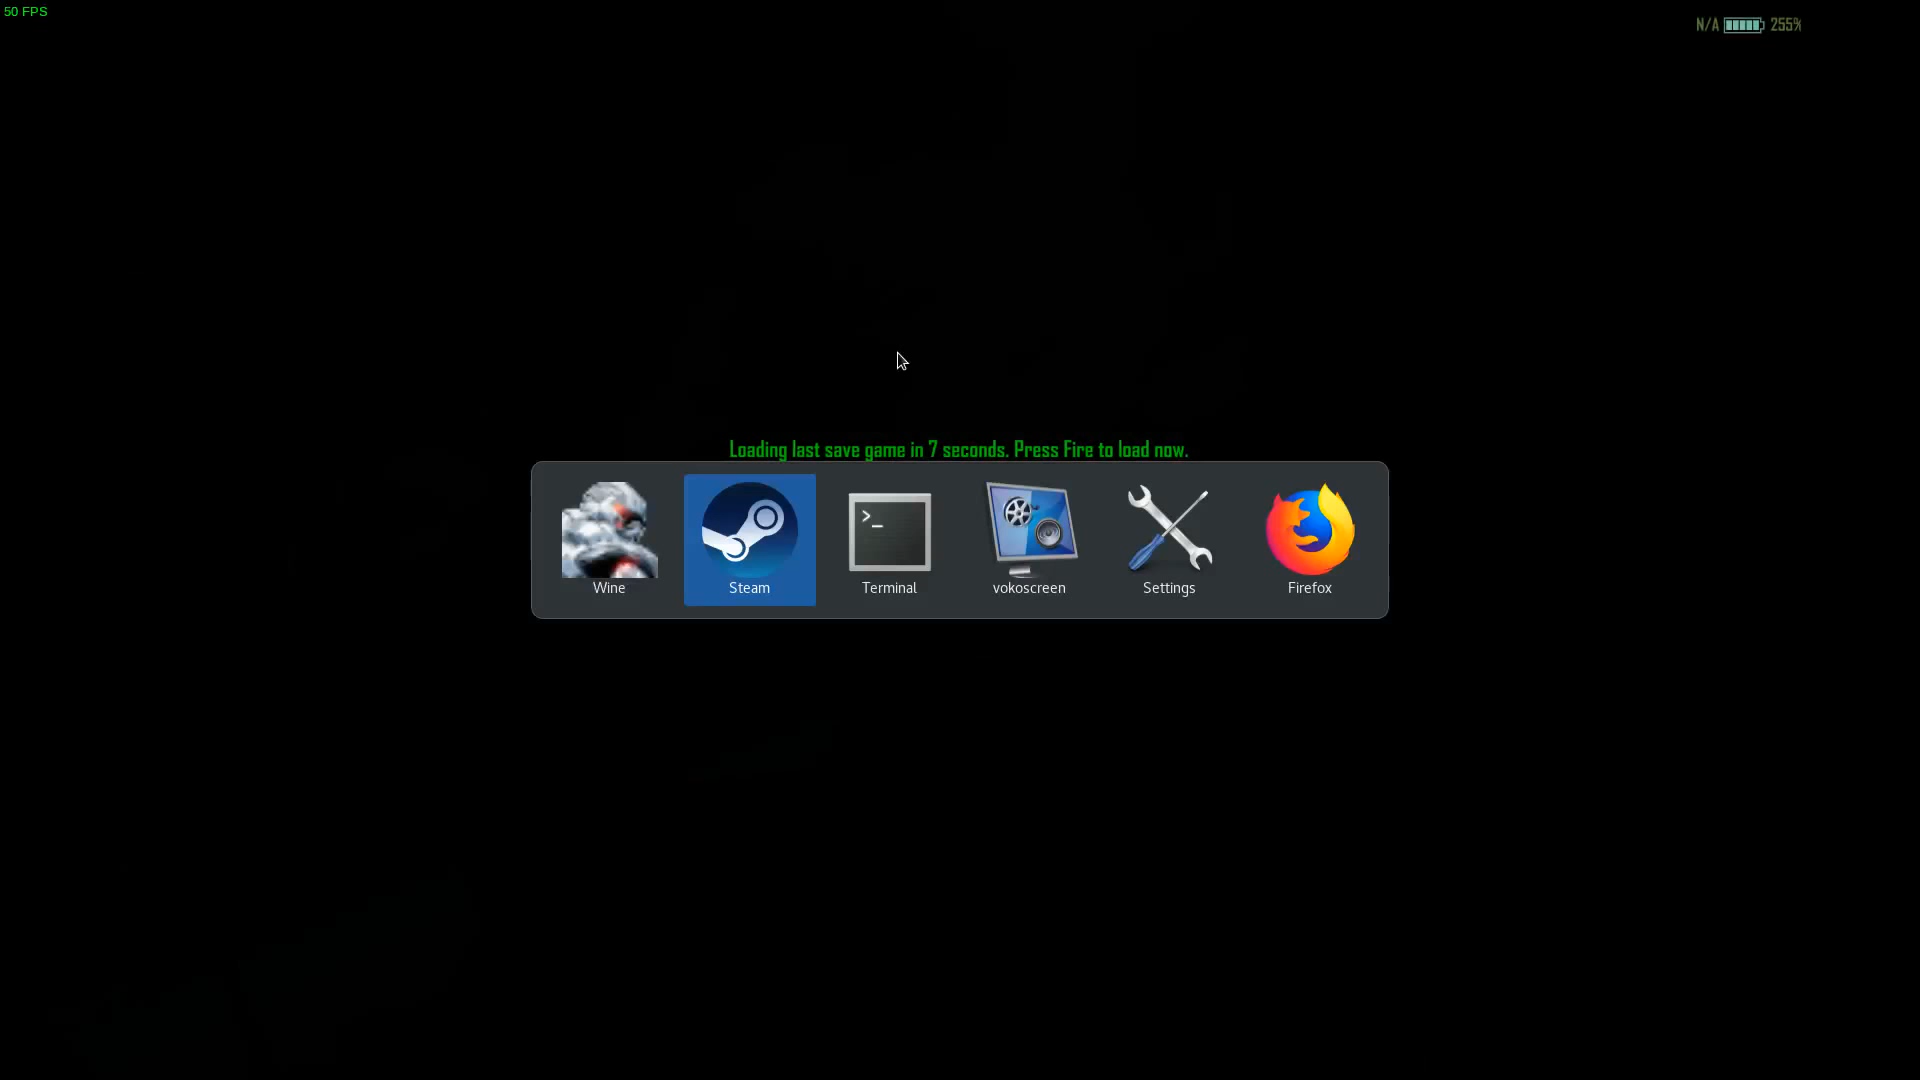 50 FPS
N/A 255%
Loading last save game in 7 seconds. Press Fire to load now.
>_
Wine Steam Terminal vokoscreen Settings Firefox